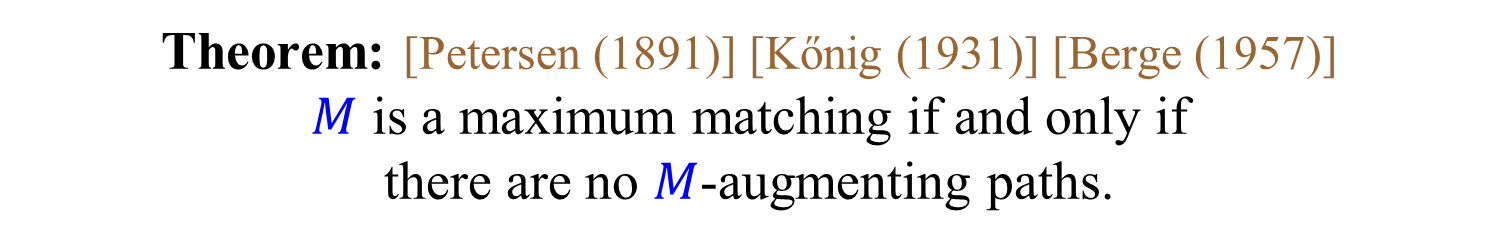 Theorem: [Petersen (1891)] [Kőnig (1931)] [Berge (1957)]
M is a maximum matching if and only if
there are no M-augmenting paths.